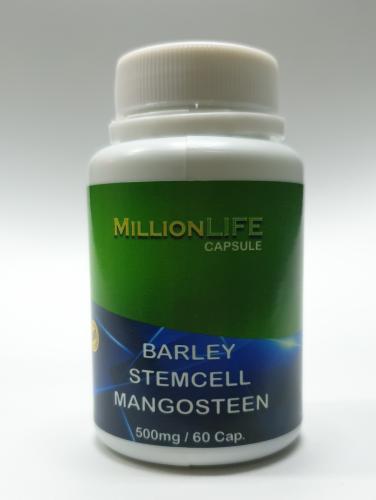 MILLIONLIFE
CAPSULE
BARLEY
STEMCELL
MANGOSTEEN
500mg / 60 Cap.